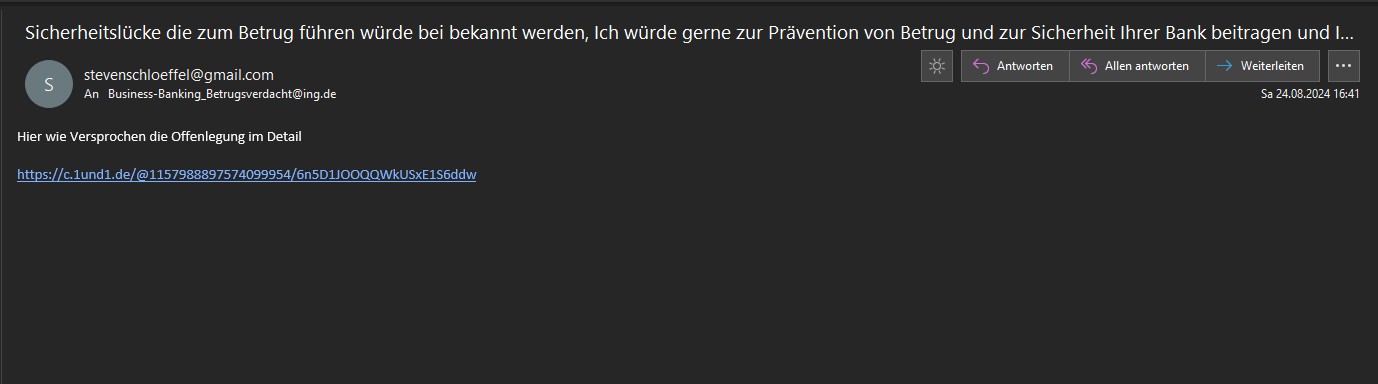 Sicherheitslücke die zum Betrug führen würde bei bekannt werden, Ich würde gerne zur Prävention von Betrug und zur Sicherheit Ihrer Bank beitragen und I...
S
stevenschloeffel@gmail.com
An Business-Banking_Betrugsverdacht@ing.de
Antworten
Allen antworten
Weiterleiten
Sa 24.08.2024 16:41
Hier wie Versprochen die Offenlegung im Detail
https://c.1und1.de/@1157988897574099954/6n5D1JOOQQWkUSxE1S6ddw